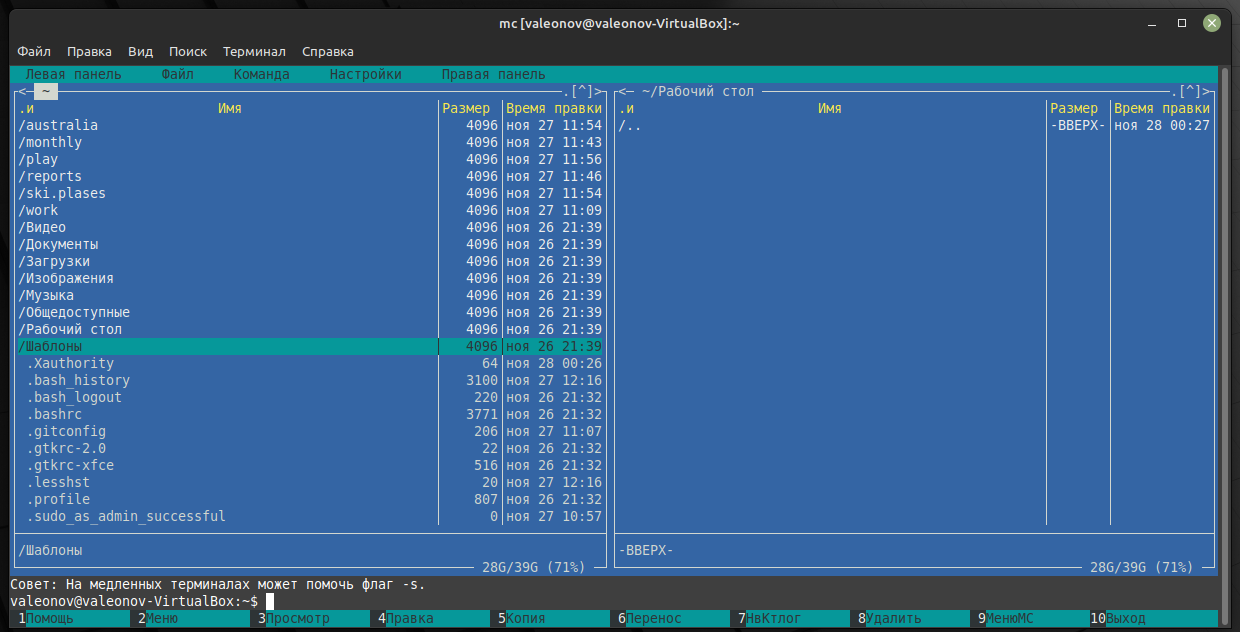 mc [valeonov@valeonov-VirtualBox]:~
Файл Правка Вид Поиск Терминал Справка
Левая панель Файл Команда Настройки Правая панель
<─ ~ .[^]> <─ ~/Рабочий стол .[^]>
.и Имя Размер Время правки .и Имя Размер Время правки
/australia 4096 ноя 27 11:54 /.. -ВВЕРХ- ноя 28 00:27
/monthly 4096 ноя 27 11:43
/play 4096 ноя 27 11:56
/reports 4096 ноя 27 11:46
/ski.plases 4096 ноя 27 11:54
/work 4096 ноя 27 11:09
/Видео 4096 ноя 26 21:39
/Документы 4096 ноя 26 21:39
/Загрузки 4096 ноя 26 21:39
/Изображения 4096 ноя 26 21:39
/Музыка 4096 ноя 26 21:39
/Общедоступные 4096 ноя 26 21:39
/Рабочий стол 4096 ноя 26 21:39
/Шаблоны 4096 ноя 26 21:39
.Xauthority 64 ноя 28 00:26
.bash_history 3100 ноя 27 12:16
.bash_logout 220 ноя 26 21:32
.bashrc 3771 ноя 26 21:32
.gitconfig 206 ноя 27 11:07
.gtkrc-2.0 22 ноя 26 21:32
.gtkrc-xfce 516 ноя 26 21:32
.lesshst 20 ноя 27 12:16
.profile 807 ноя 26 21:32
.sudo_as_admin_successful 0 ноя 27 10:57
/Шаблоны -ВВЕРХ-
28G/39G (71%) 28G/39G (71%)
Совет: На медленных терминалах может помочь флаг -s.
valeonov@valeonov-VirtualBox:~$
1Помощь 2Меню 3Просмотр 4Правка 5Копия 6Перенос 7НвКтлог 8Удалить 9МенюMC 10Выход